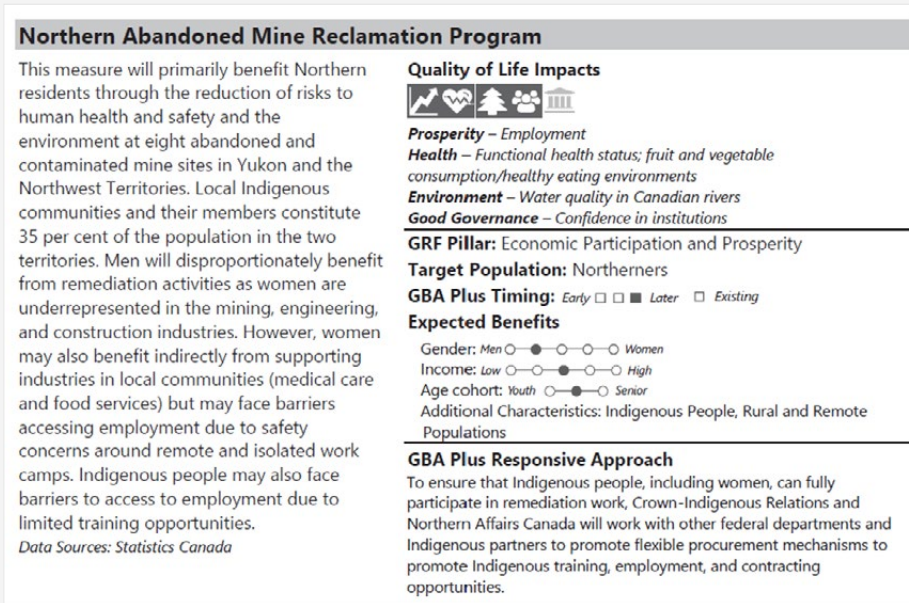 Northern Abandoned Mine Reclamation Program
This measure will primarily benefit Northern
residents through the reduction of risks to
human health and safety and the
environment at eight abandoned and
contaminated mine sites in Yukon and the
Northwest Territories. Local Indigenous
communities and their members constitute
35 per cent of the population in the two
territories. Men will disproportionately benefit
from remediation activities as women are
underrepresented in the mining, engineering,
and construction industries. However, women
may also benefit indirectly from supporting
industries in local communities (medical care
and food services) but may face barriers
accessing employment due to safety
concerns around remote and isolated work
camps. Indigenous people may also face
barriers to access to employment due to
limited training opportunities.
Data Sources: Statistics Canada
Quality of Life Impacts
Prosperity – Employment
Health – Functional health status; fruit and vegetable
consumption/healthy eating environments
Environment – Water quality in Canadian rivers
Good Governance – Confidence in institutions
GRF Pillar: Economic Participation and Prosperity
Target Population: Northerners
GBA Plus Timing: Early Later Existing
Expected Benefits
Gender: Men Women
Income: Low High
Age cohort: Youth Senior
Additional Characteristics: Indigenous People, Rural and Remote
Populations
GBA Plus Responsive Approach
To ensure that Indigenous people, including women, can fully
participate in remediation work, Crown-Indigenous Relations and
Northern Affairs Canada will work with other federal departments and
Indigenous partners to promote flexible procurement mechanisms to
promote Indigenous training, employment, and contracting
opportunities.